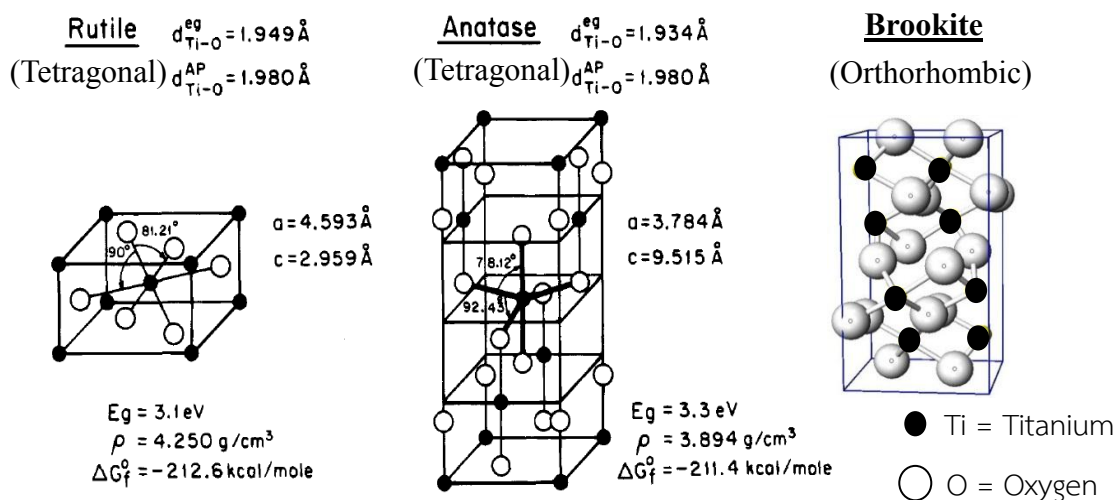 Rutile
(Tetragonal)
d^eg_Ti-O = 1.949 Å
d^AP_Ti-O = 1.980 Å
81.21°
90°
a = 4.593 Å
c = 2.959 Å
Eg = 3.1 eV
ρ = 4.250 g/cm³
ΔG°_f = -212.6 kcal/mole
Anatase
(Tetragonal)
d^eg_Ti-O = 1.934 Å
d^AP_Ti-O = 1.980 Å
78.12°
92.43°
a = 3.784 Å
c = 9.515 Å
Eg = 3.3 eV
ρ = 3.894 g/cm³
ΔG°_f = -211.4 kcal/mole
Brookite
(Orthorhombic)
Ti = Titanium
O = Oxygen